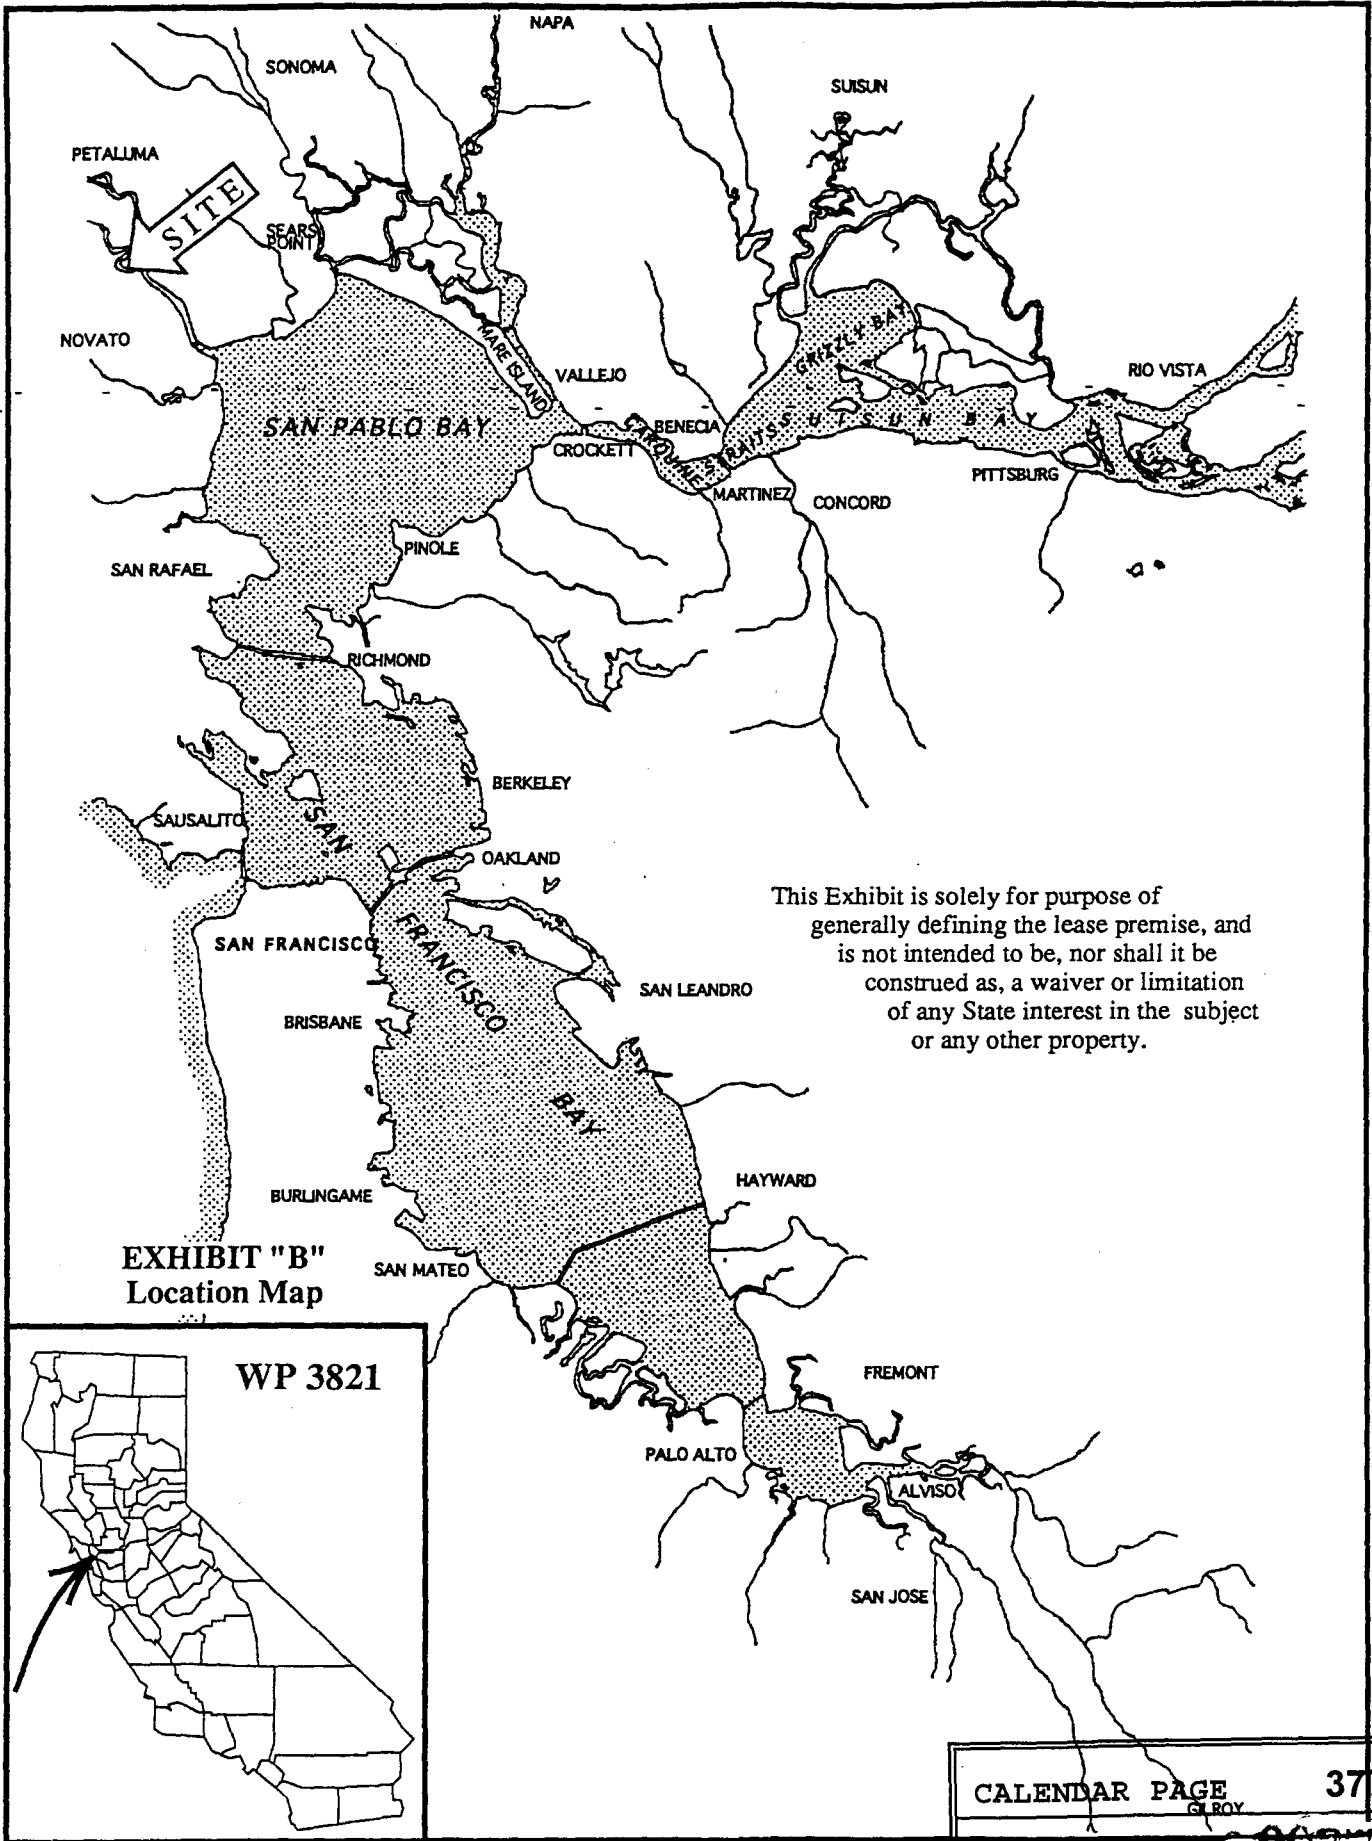 NAPA
SONOMA
SUISUN
PETALUMA
SITE
SEARS
POINT
NOVATO
MARE ISLAND
GRIZZLY BAY
VALLEJO
RIO VISTA
SAN PABLO BAY
BENECIA
CARQUINEZ STRAITS
SUISUN BAY
CROCKETT
PITTSBURG
MARTINEZ
CONCORD
PINOLE
SAN RAFAEL
RICHMOND
BERKELEY
SAUSALITO
SAN FRANCISCO BAY
OAKLAND
This Exhibit is solely for purpose of
generally defining the lease premise, and
is not intended to be, nor shall it be
construed as, a waiver or limitation
of any State interest in the subject
or any other property.
SAN FRANCISCO
SAN LEANDRO
BRISBANE
HAYWARD
BURLINGAME
EXHIBIT "B"
Location Map
SAN MATEO
WP 3821
FREMONT
PALO ALTO
ALVISO
SAN JOSE
CALENDAR PAGE 37
GILROY